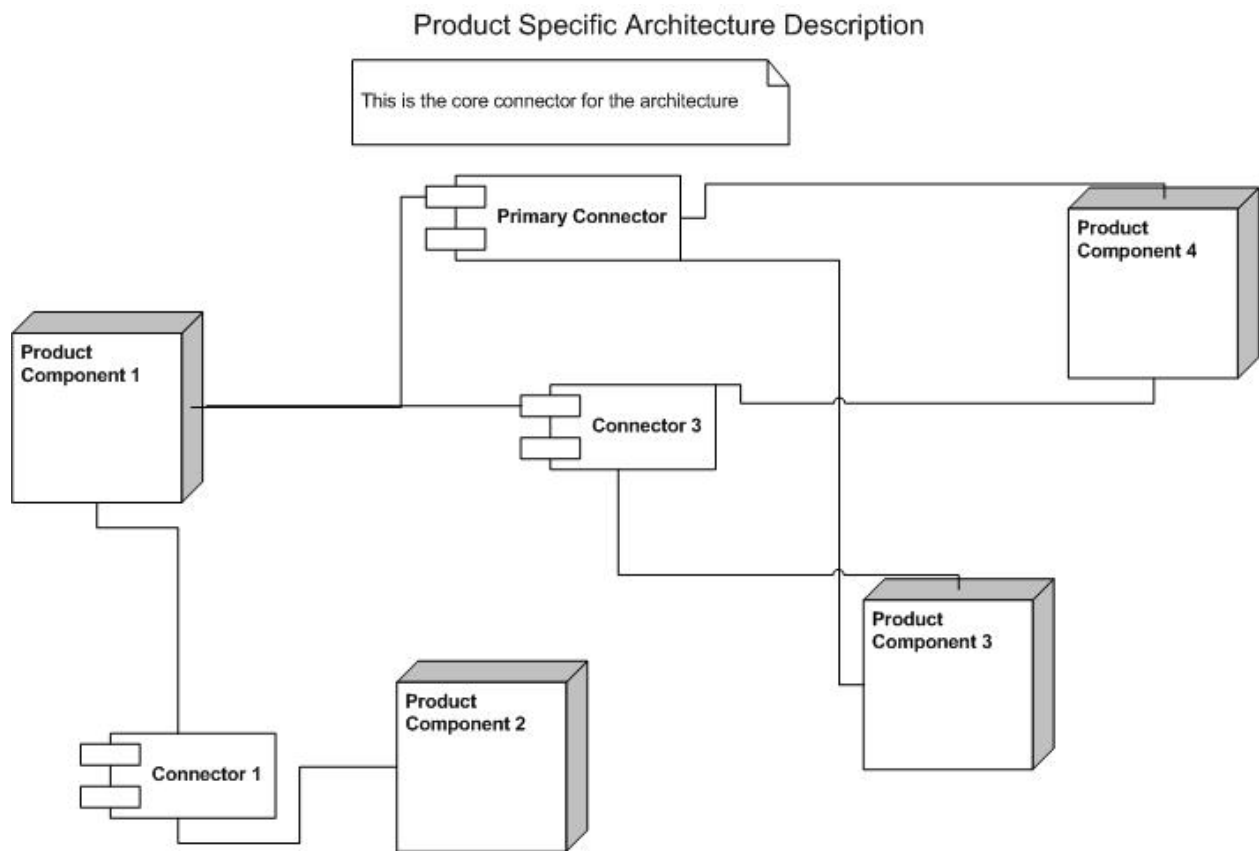 Product Specific Architecture Description
This is the core connector for the architecture
Primary Connector
Product
Component 4
Product
Component 1
Connector 3
Product
Component 3
Product
Component 2
Connector 1